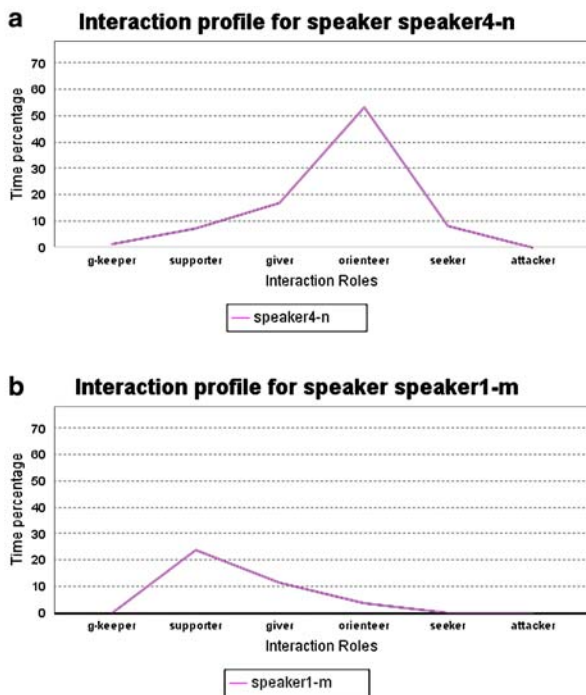 a
Interaction profile for speaker speaker4-n
Time percentage
70
60
50
40
30
20
10
0
g-keeper supporter giver orienteer seeker attacker
Interaction Roles
speaker4-n
b
Interaction profile for speaker speaker1-m
Time percentage
70
60
50
40
30
20
10
0
g-keeper supporter giver orienteer seeker attacker
Interaction Roles
speaker1-m